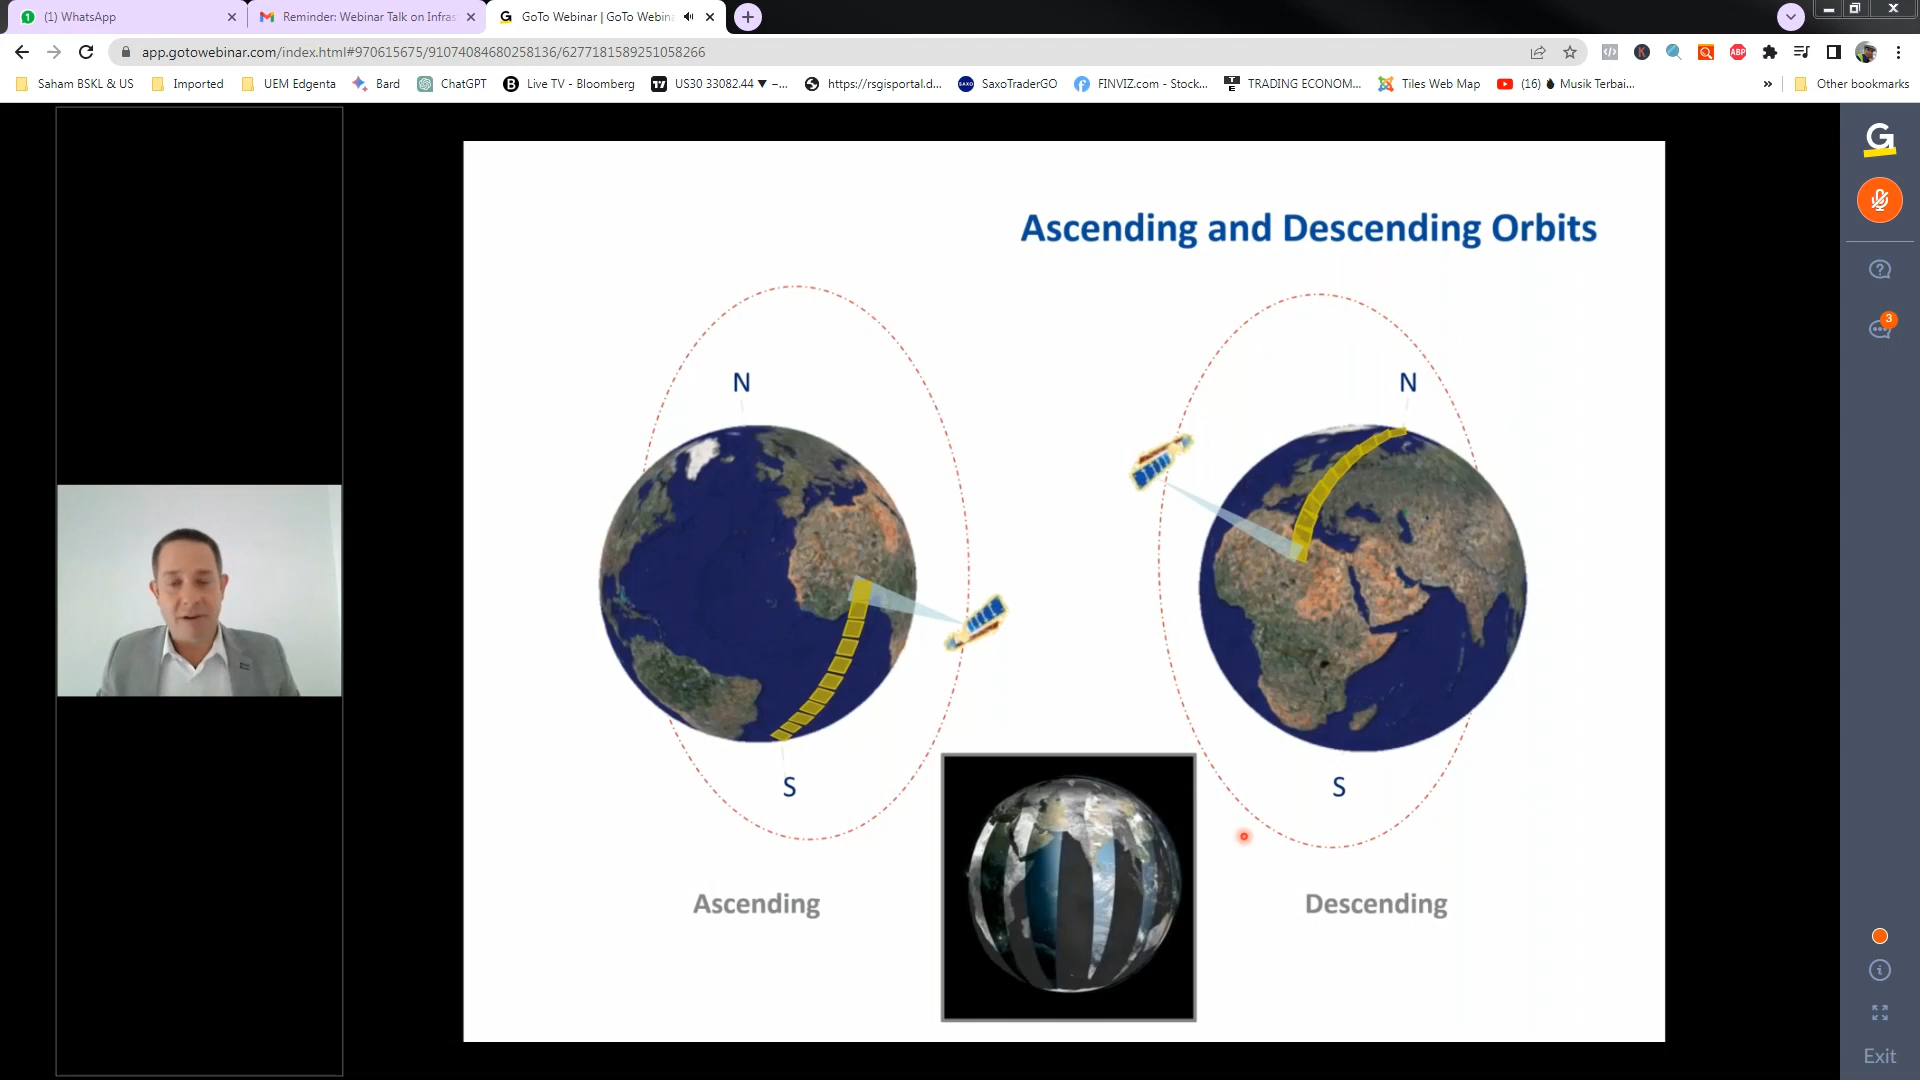 (1) WhatsApp
Reminder: Webinar Talk on Infras
GoTo Webinar | GoTo Webin
app.gotowebinar.com/index.html#970615675/91074084680258136/6277181589251058266
Saham BSKL & US
Imported
UEM Edgenta
Bard
ChatGPT
Live TV - Bloomberg
US30 33082.44 ▼ −...
https://rsgisportal.d...
SaxoTraderGO
FINVIZ.com - Stock...
TRADING ECONOM...
Tiles Web Map
(16) Musik Terbai...
»
Other bookmarks
G
3
Ascending and Descending Orbits
N
N
S
S
Ascending
Descending
Exit